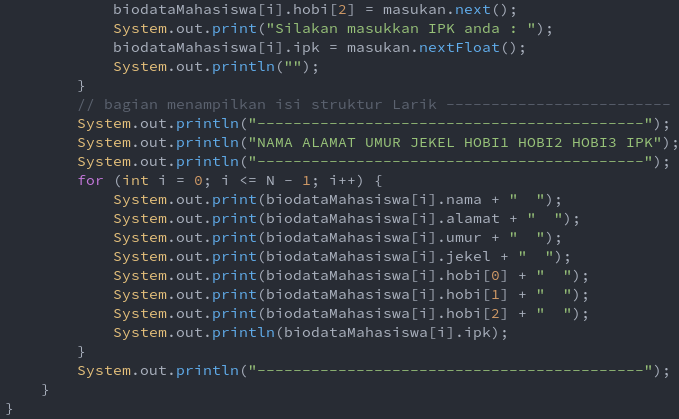 biodataMahasiswa[i].hobi[2] = masukan.next();
System.out.print("Silakan masukkan IPK anda : ");
biodataMahasiswa[i].ipk = masukan.nextFloat();
System.out.println("");
}
// bagian menampilkan isi struktur Larik -------------------------
System.out.println("-------------------------------------------");
System.out.println("NAMA ALAMAT UMUR JEKEL HOBI1 HOBI2 HOBI3 IPK");
System.out.println("-------------------------------------------");
for (int i = 0; i <= N - 1; i++) {
System.out.print(biodataMahasiswa[i].nama + "  ");
System.out.print(biodataMahasiswa[i].alamat + "  ");
System.out.print(biodataMahasiswa[i].umur + "  ");
System.out.print(biodataMahasiswa[i].jekel + "  ");
System.out.print(biodataMahasiswa[i].hobi[0] + "  ");
System.out.print(biodataMahasiswa[i].hobi[1] + "  ");
System.out.print(biodataMahasiswa[i].hobi[2] + "  ");
System.out.println(biodataMahasiswa[i].ipk);
}
System.out.println("-------------------------------------------");
}
}